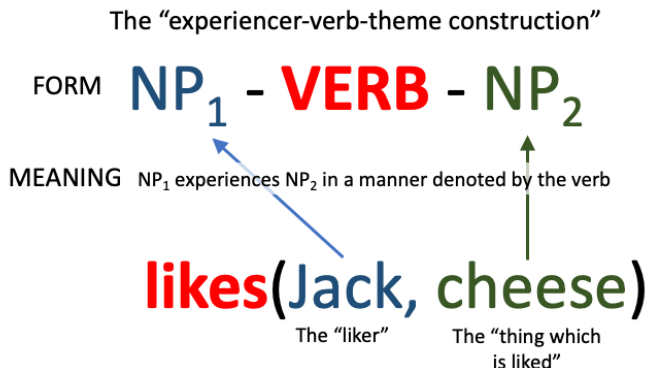 The “experiencer-verb-theme construction”
FORM NP₁ - VERB - NP₂
MEANING NP₁ experiences NP₂ in a manner denoted by the verb
likes(Jack, cheese)
The “liker” The “thing which
is liked”